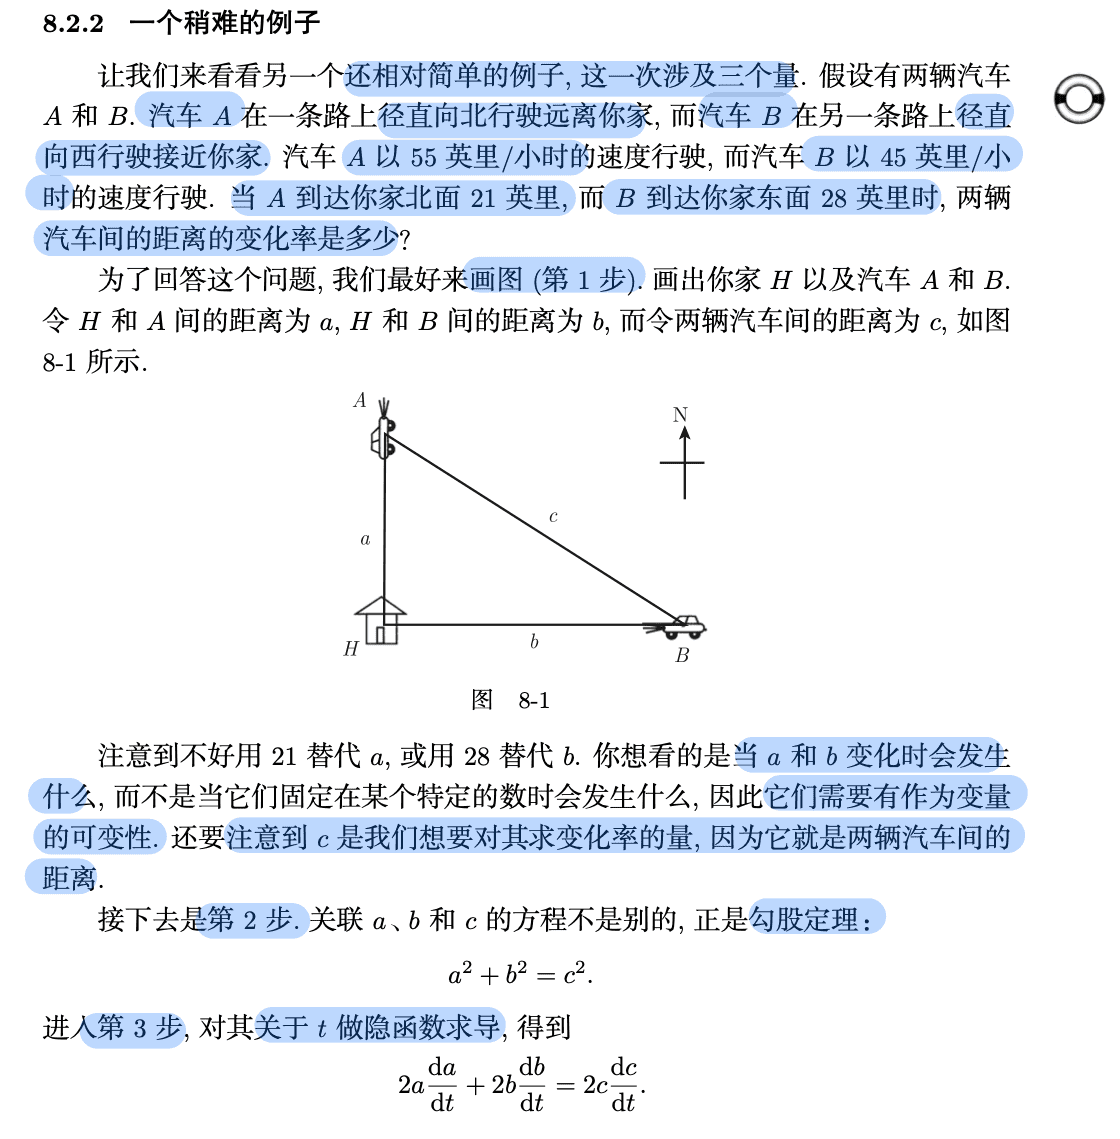 8.2.2 一个稍难的例子
让我们来看看另一个还相对简单的例子, 这一次涉及三个量. 假设有两辆汽车
A 和 B. 汽车 A 在一条路上径直向北行驶远离你家, 而汽车 B 在另一条路上径直
向西行驶接近你家. 汽车 A 以 55 英里/小时的速度行驶, 而汽车 B 以 45 英里/小
时的速度行驶. 当 A 到达你家北面 21 英里, 而 B 到达你家东面 28 英里时, 两辆
汽车间的距离的变化率是多少?
为了回答这个问题, 我们最好来画图 (第 1 步). 画出你家 H 以及汽车 A 和 B.
令 H 和 A 间的距离为 a, H 和 B 间的距离为 b, 而令两辆汽车间的距离为 c, 如图
8-1 所示.
A
N
c
a
H
b
B
图 8-1
注意到不好用 21 替代 a, 或用 28 替代 b. 你想看的是当 a 和 b 变化时会发生
什么, 而不是当它们固定在某个特定的数时会发生什么, 因此它们需要有作为变量
的可变性. 还要注意到 c 是我们想要对其求变化率的量, 因为它就是两辆汽车间的
距离.
接下去是第 2 步. 关联 a、b 和 c 的方程不是别的, 正是勾股定理:
a² + b² = c².
进入第 3 步, 对其关于 t 做隐函数求导, 得到
2a da/dt + 2b db/dt = 2c dc/dt.